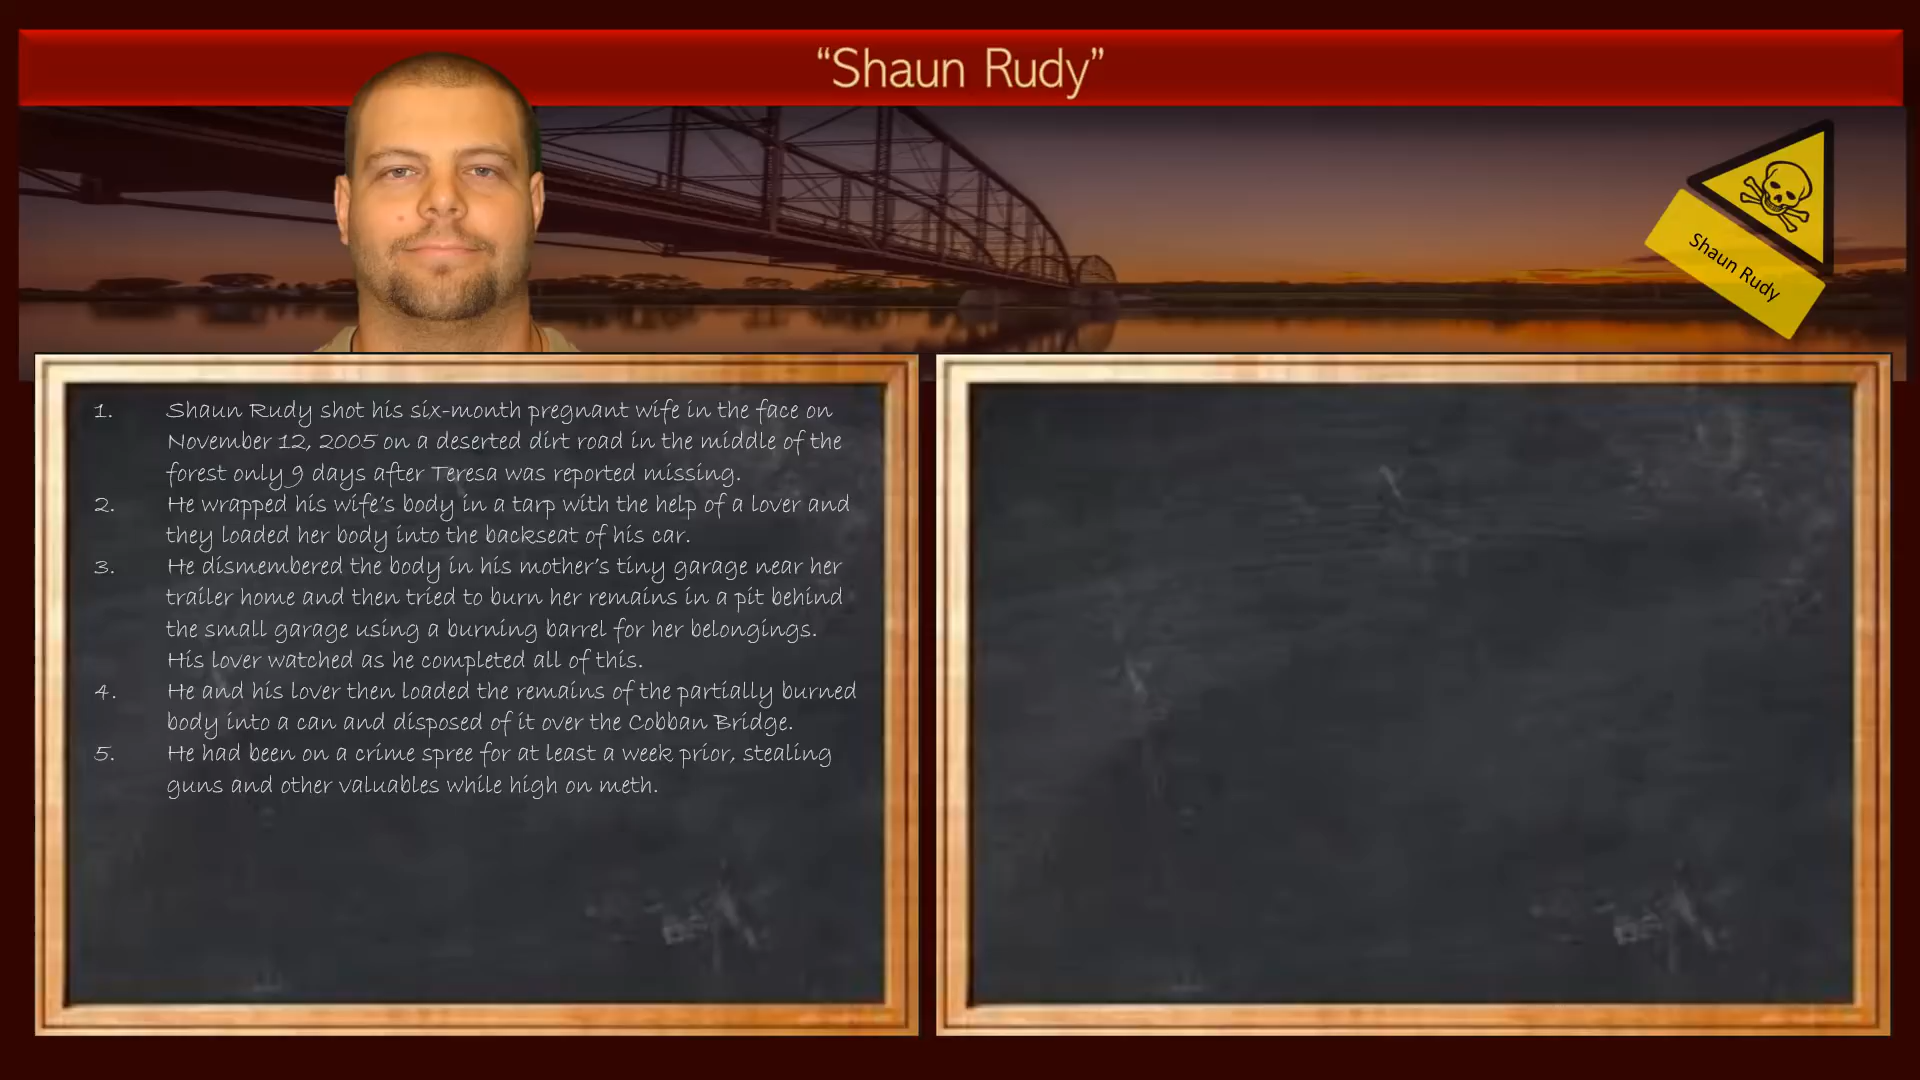 “Shaun Rudy”
Shaun Rudy
1. Shaun Rudy shot his six-month pregnant wife in the face on
November 12, 2005 on a deserted dirt road in the middle of the
forest only 9 days after Teresa was reported missing.
2. He wrapped his wife's body in a tarp with the help of a lover and
they loaded her body into the backseat of his car.
3. He dismembered the body in his mother's tiny garage near her
trailer home and then tried to burn her remains in a pit behind
the small garage using a burning barrel for her belongings.
His lover watched as he completed all of this.
4. He and his lover then loaded the remains of the partially burned
body into a can and disposed of it over the Cobban Bridge.
5. He had been on a crime spree for at least a week prior, stealing
guns and other valuables while high on meth.